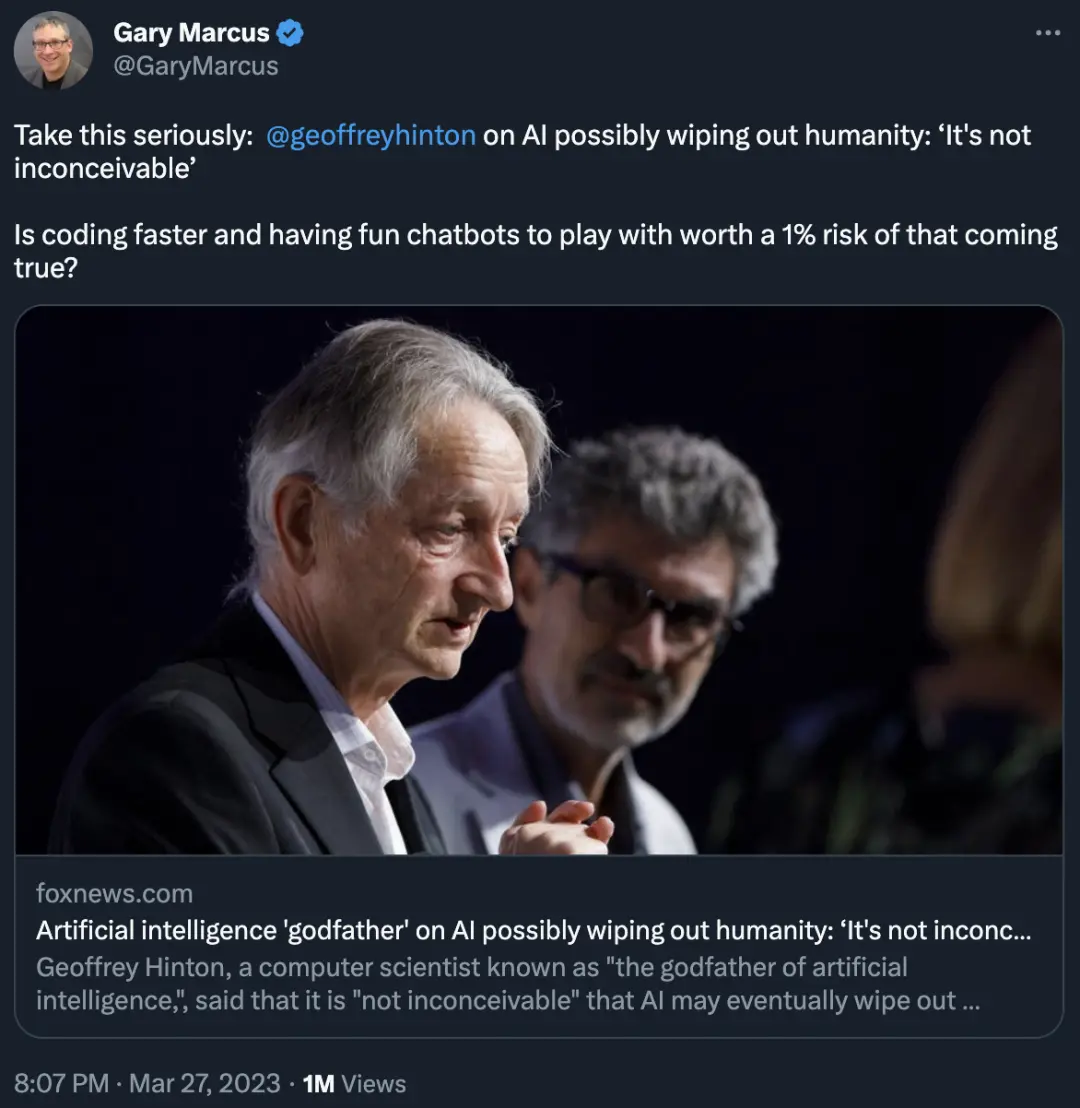 Gary Marcus
@GaryMarcus
Take this seriously: @geoffreyhinton on AI possibly wiping out humanity: ‘It's not
inconceivable’
Is coding faster and having fun chatbots to play with worth a 1% risk of that coming
true?
foxnews.com
Artificial intelligence 'godfather' on AI possibly wiping out humanity: ‘It's not inconc...
Geoffrey Hinton, a computer scientist known as "the godfather of artificial
intelligence,", said that it is "not inconceivable" that AI may eventually wipe out ...
8:07 PM · Mar 27, 2023 · 1M Views